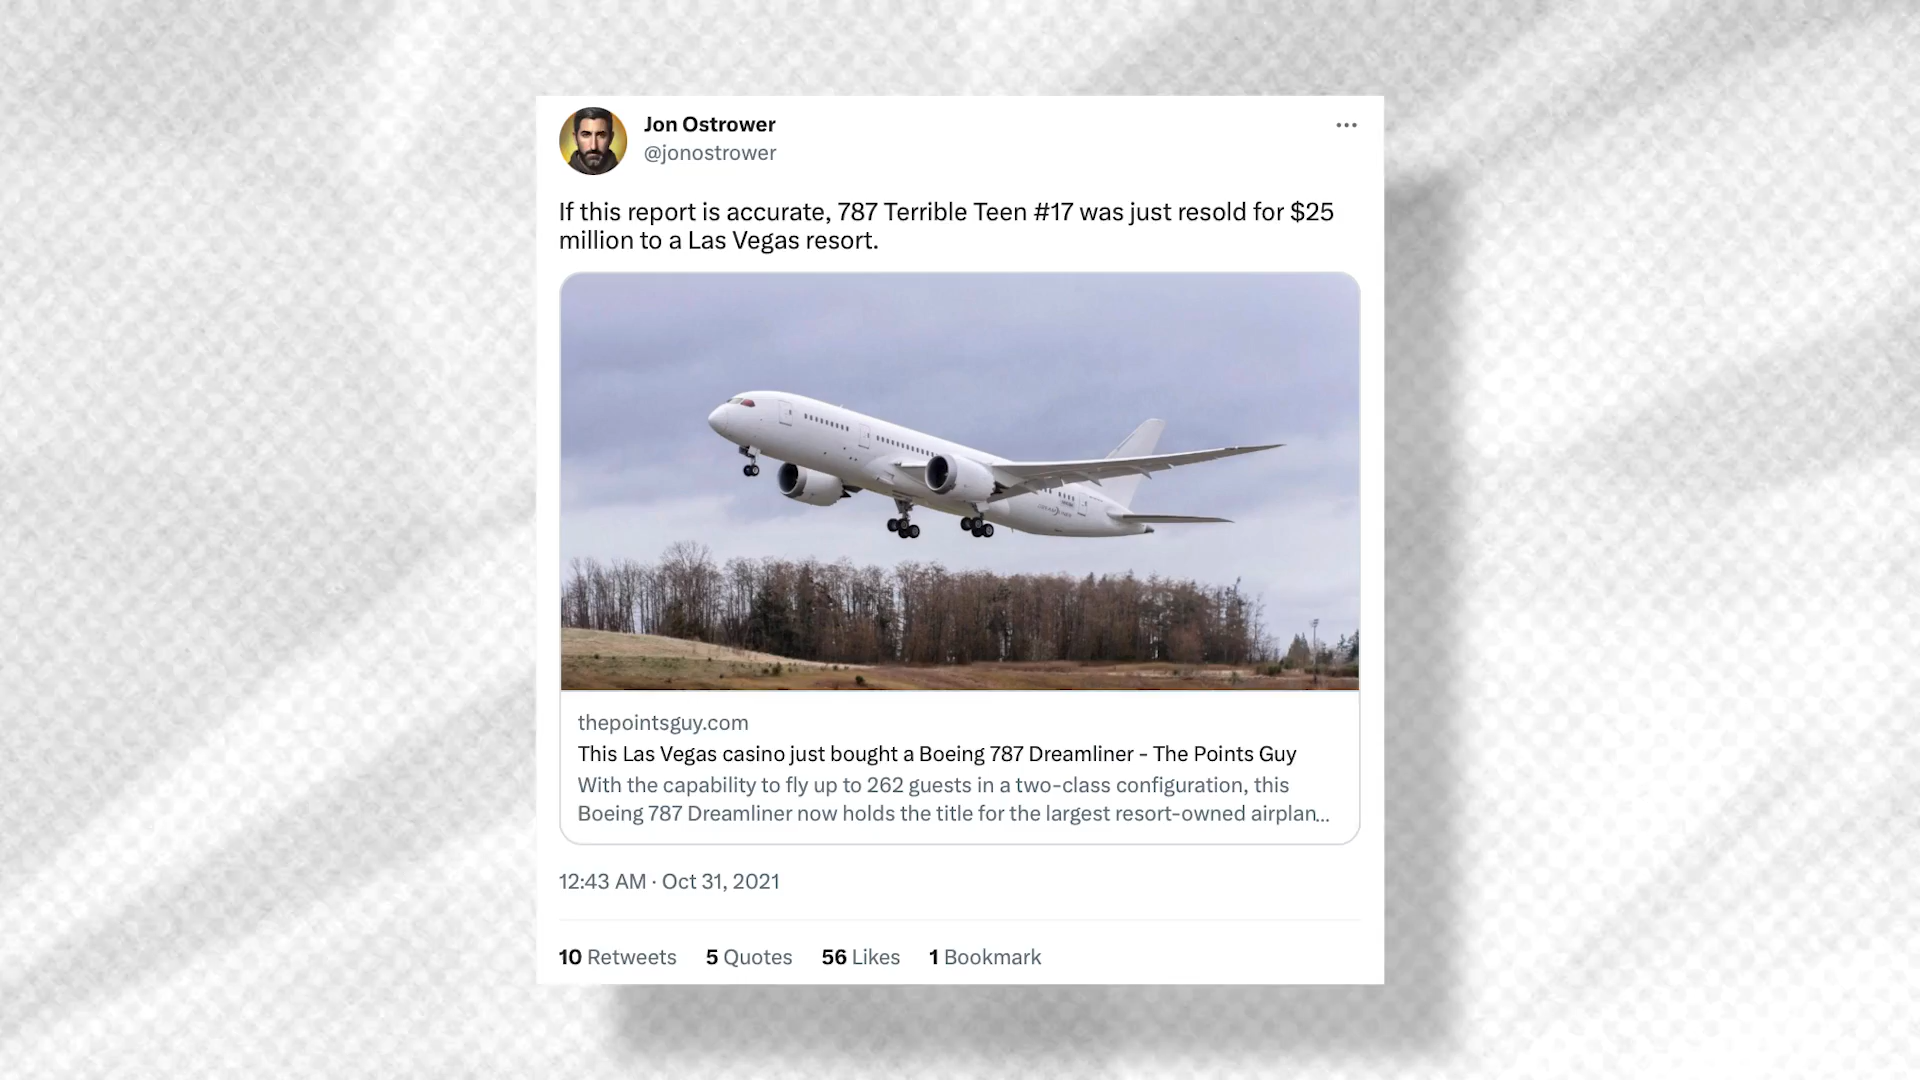 Jon Ostrower
@jonostrower
If this report is accurate, 787 Terrible Teen #17 was just resold for $25
million to a Las Vegas resort.
thepointsguy.com
This Las Vegas casino just bought a Boeing 787 Dreamliner - The Points Guy
With the capability to fly up to 262 guests in a two-class configuration, this
Boeing 787 Dreamliner now holds the title for the largest resort-owned airplan...
12:43 AM · Oct 31, 2021
10 Retweets 5 Quotes 56 Likes 1 Bookmark